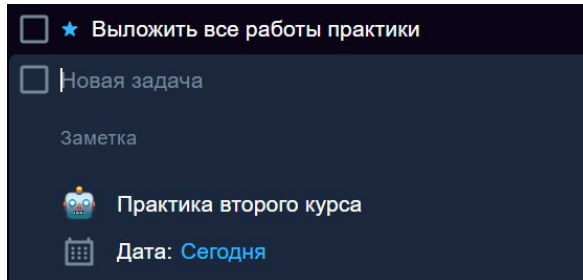 Выложить все работы практики
Новая задача
Заметка
Практика второго курса
Дата: Сегодня